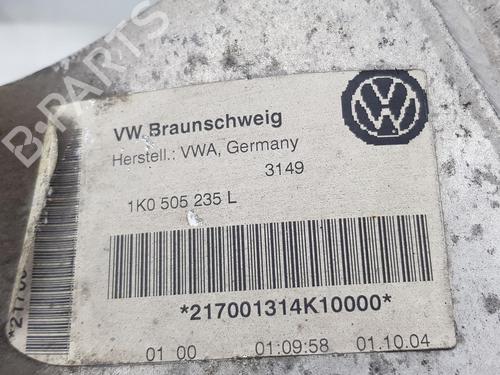 B-PARTS
VW Braunschweig
Herstell.: VWA, Germany
3149
1K0 505 235 L
*217001314K10000*
01 00 01:09:58 01.10.04
*21700